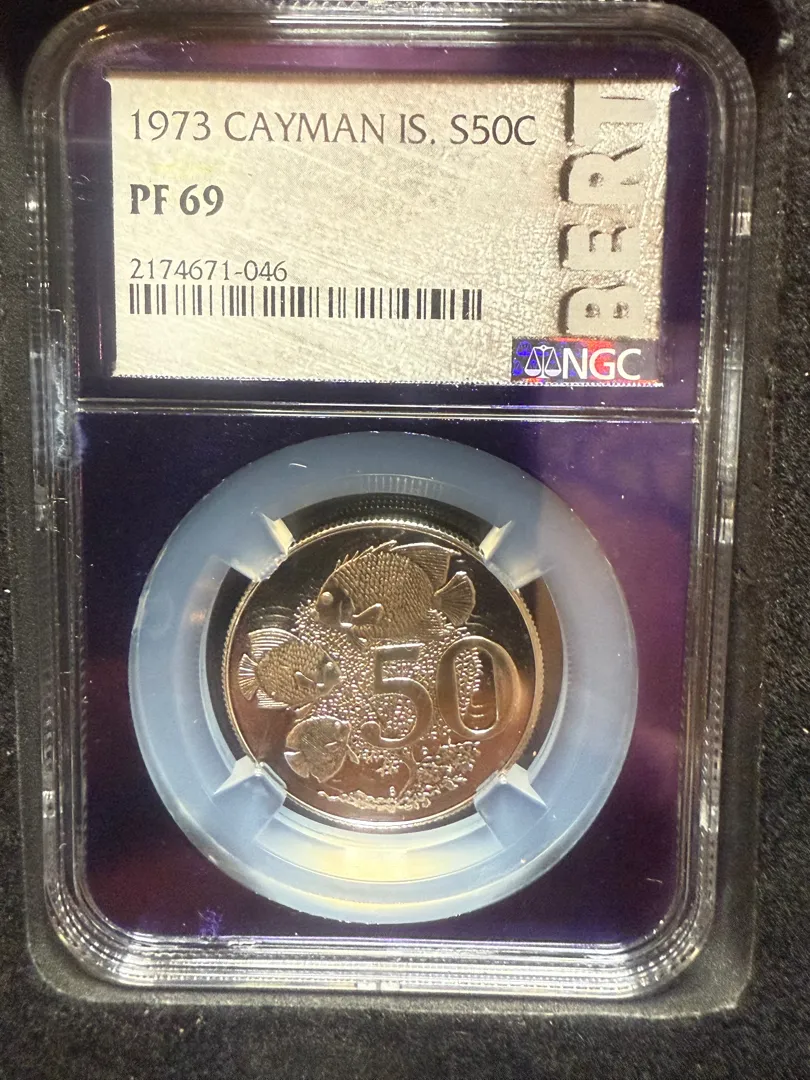 1973 CAYMAN IS. S50C
PF 69
2174671-046
BERT
NGC
50